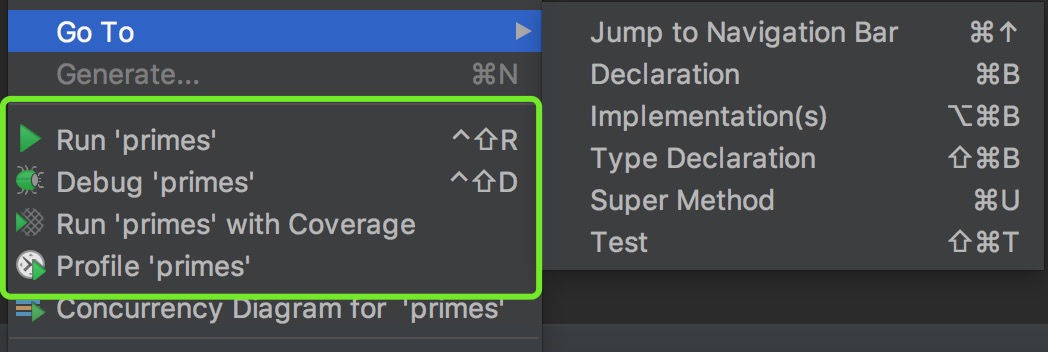 Go To
Generate... ⌘N
Run 'primes' ^⇧R
Debug 'primes' ^⇧D
Run 'primes' with Coverage
Profile 'primes'
Concurrency Diagram for 'primes'
Jump to Navigation Bar ⌘↑
Declaration ⌘B
Implementation(s) ⌥⌘B
Type Declaration ⇧⌘B
Super Method ⌘U
Test ⇧⌘T